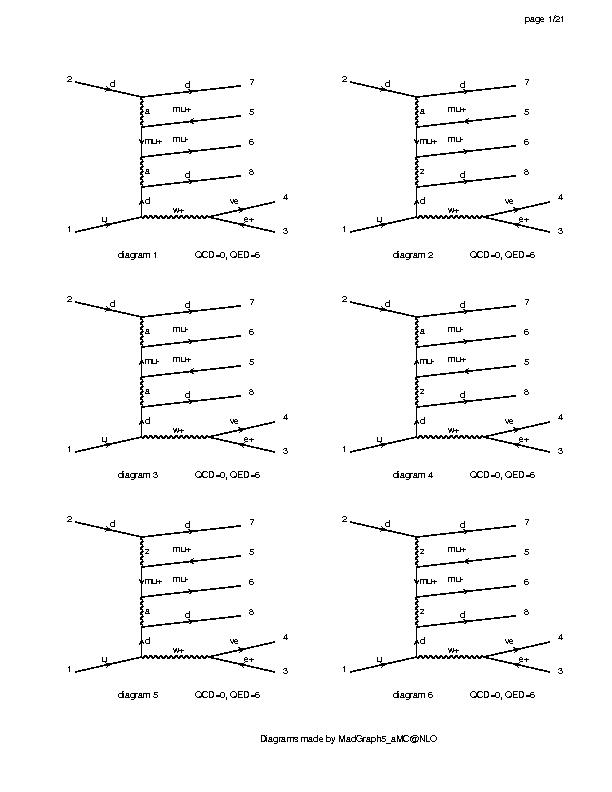 page 1/21
2 d d 7
a mu+ 5
mu+ mu- 6
a d 8
d ve 4
1 u w+ e+ 3
diagram 1 QCD=0, QED=6
2 d d 7
a mu+ 5
mu+ mu- 6
z d 8
d ve 4
1 u w+ e+ 3
diagram 2 QCD=0, QED=6
2 d d 7
a mu- 6
mu- mu+ 5
a d 8
d ve 4
1 u w+ e+ 3
diagram 3 QCD=0, QED=6
2 d d 7
a mu- 6
mu- mu+ 5
z d 8
d ve 4
1 u w+ e+ 3
diagram 4 QCD=0, QED=6
2 d d 7
z mu+ 5
mu+ mu- 6
a d 8
d ve 4
1 u w+ e+ 3
diagram 5 QCD=0, QED=6
2 d d 7
z mu+ 5
mu+ mu- 6
z d 8
d ve 4
1 u w+ e+ 3
diagram 6 QCD=0, QED=6
Diagrams made by MadGraph5_aMC@NLO